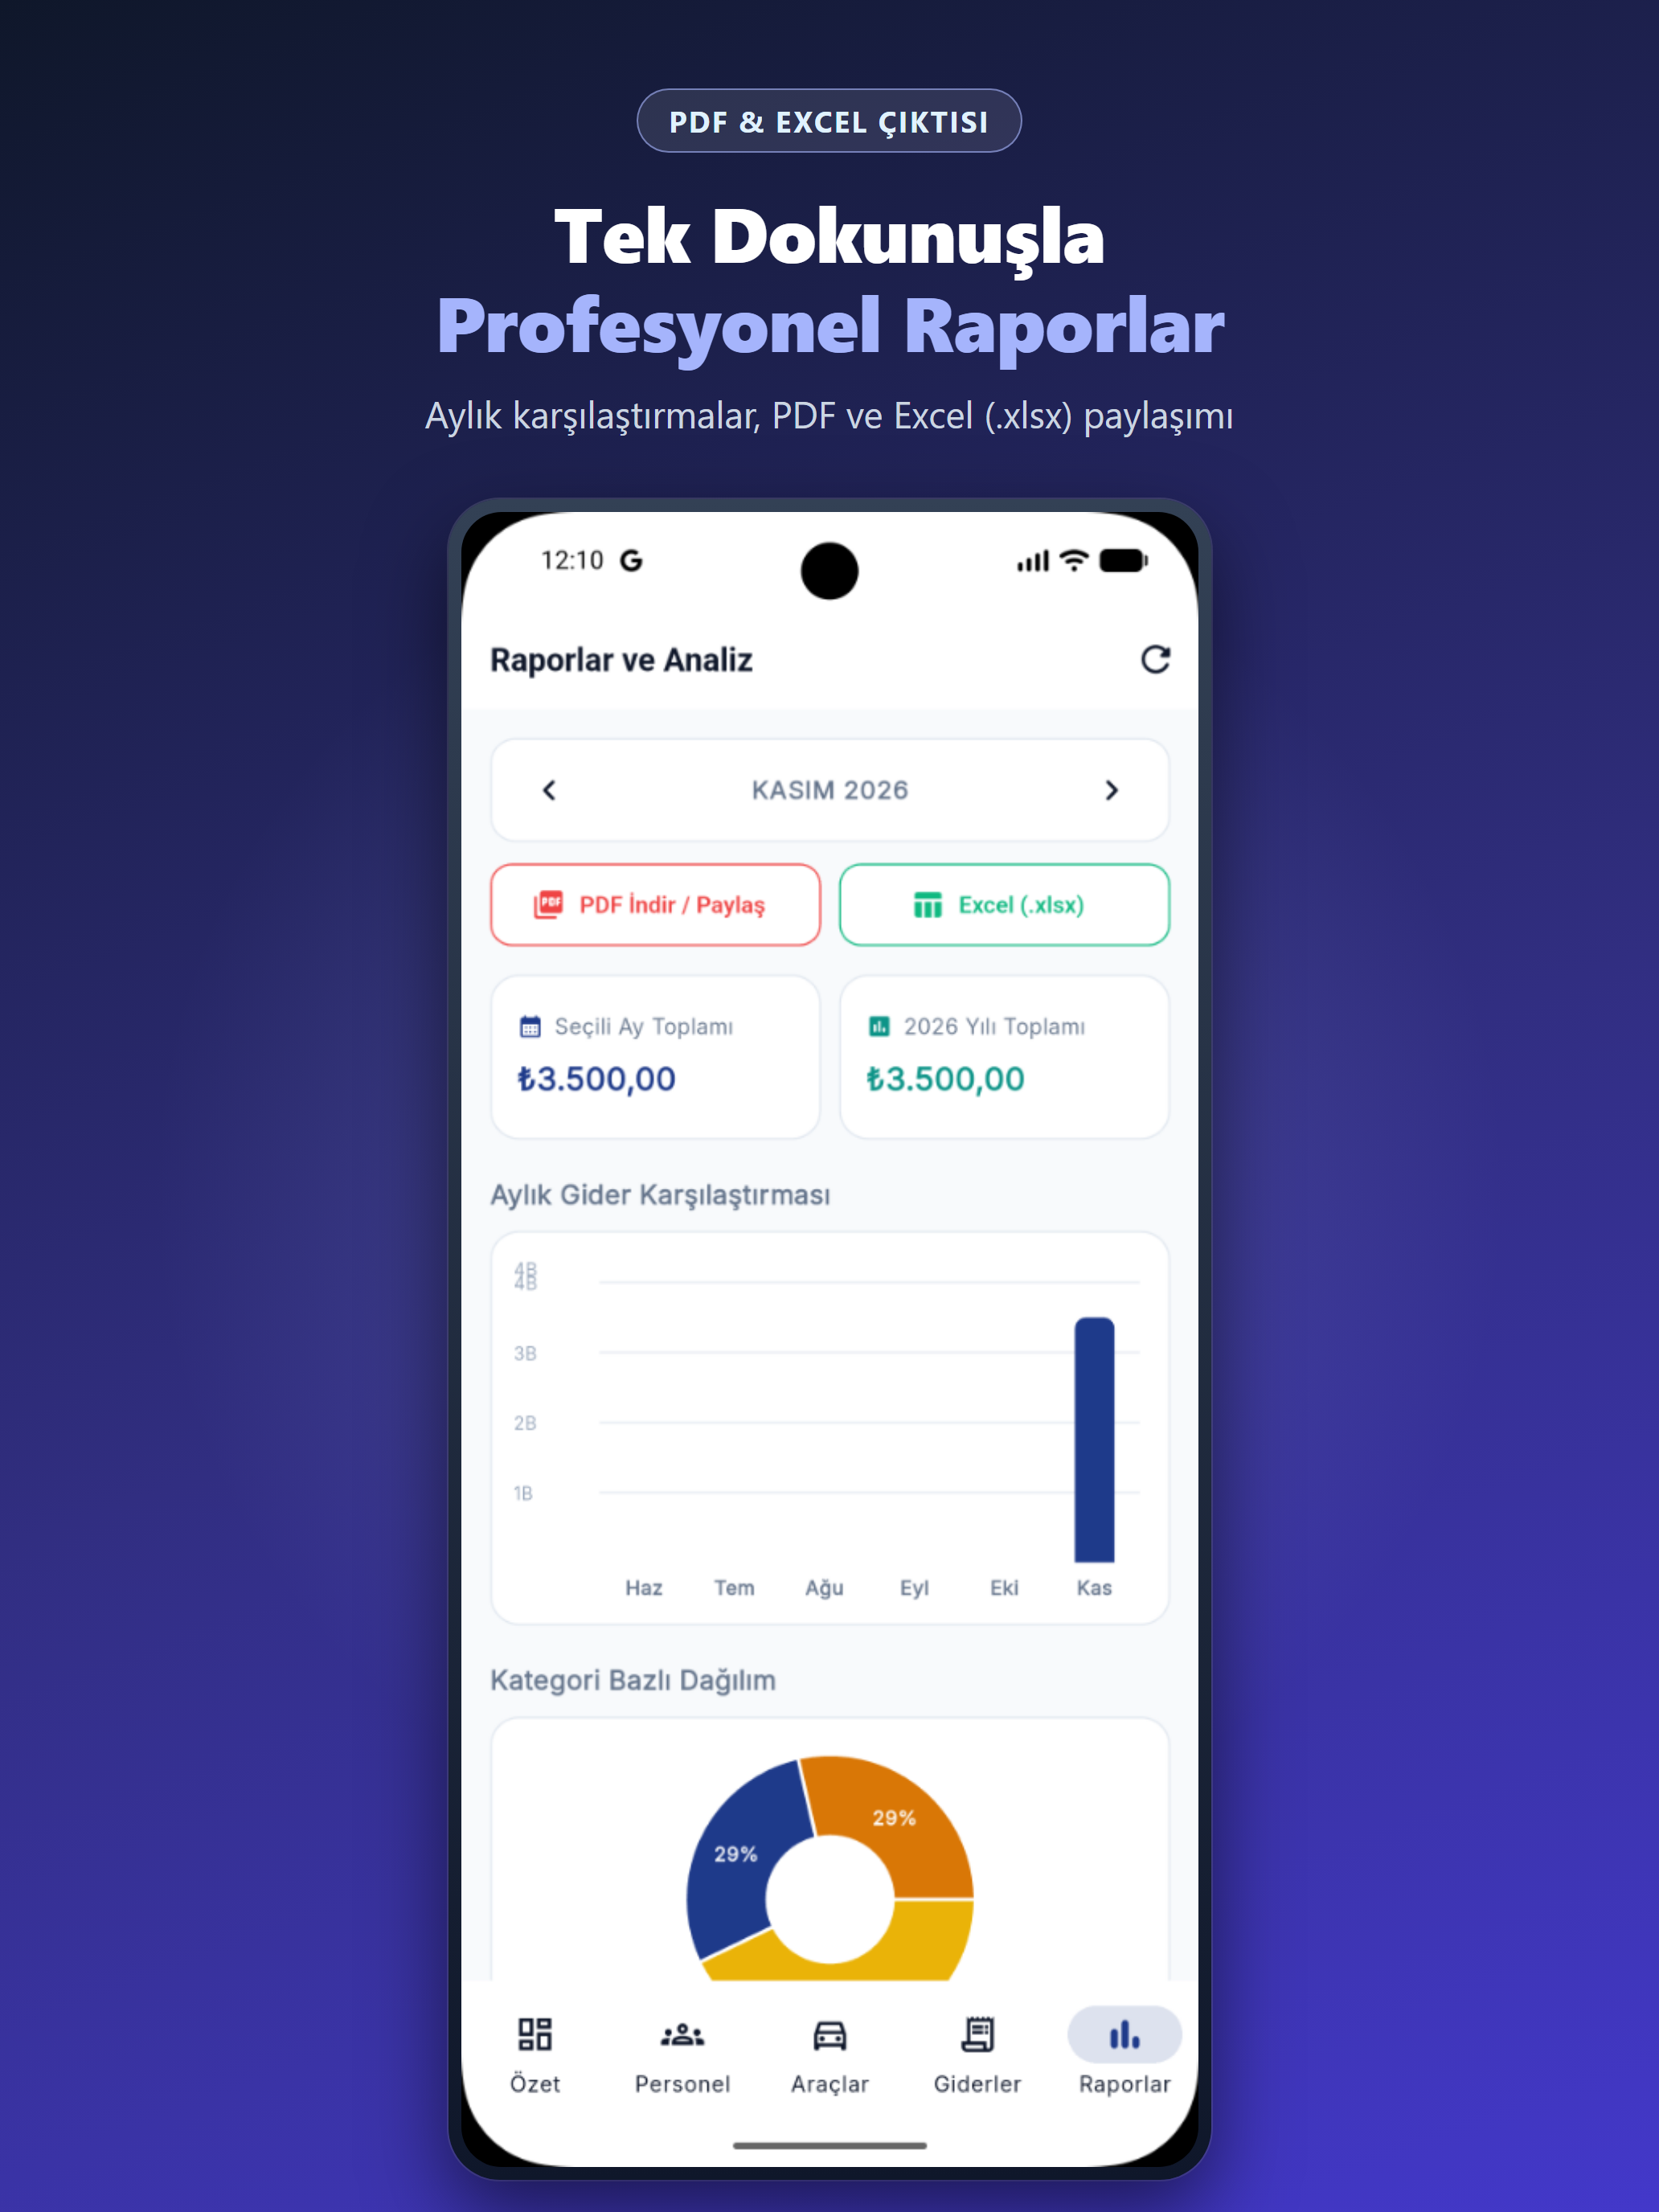 PDF & EXCEL ÇIKTISI
Tek Dokunuşla
Profesyonel Raporlar
Aylık karşılaştırmalar, PDF ve Excel (.xlsx) paylaşımı
12:10 G
Raporlar ve Analiz
KASIM 2026
PDF İndir / Paylaş
Excel (.xlsx)
Seçili Ay Toplamı
₺3.500,00
2026 Yılı Toplamı
₺3.500,00
Aylık Gider Karşılaştırması
4B
4B
3B
2B
1B
Haz Tem Ağu Eyl Eki Kas
Kategori Bazlı Dağılım
29%
29%
Özet Personel Araçlar Giderler Raporlar